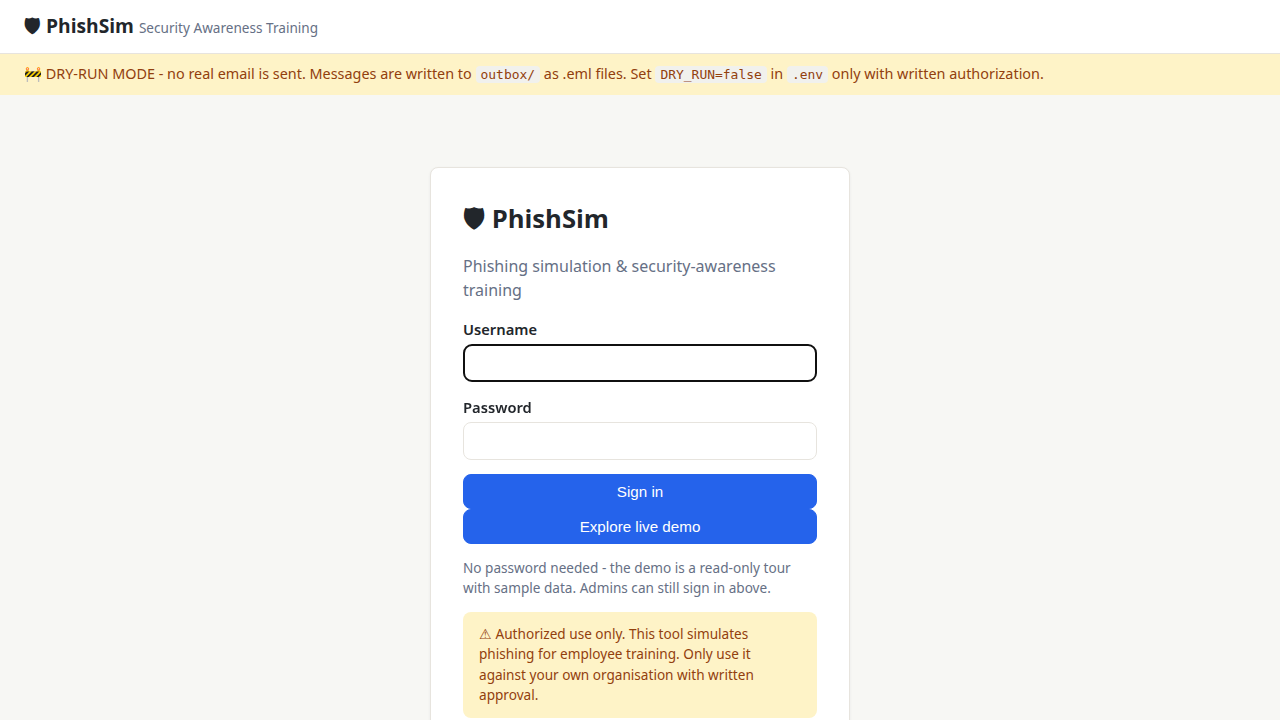 🛡 PhishSim Security Awareness Training
🚧 DRY-RUN MODE - no real email is sent. Messages are written to outbox/ as .eml files. Set DRY_RUN=false in .env only with written authorization.
🛡 PhishSim
Phishing simulation & security-awareness
training
Username
Password
Sign in
Explore live demo
No password needed - the demo is a read-only tour
with sample data. Admins can still sign in above.
⚠ Authorized use only. This tool simulates
phishing for employee training. Only use it
against your own organisation with written
approval.